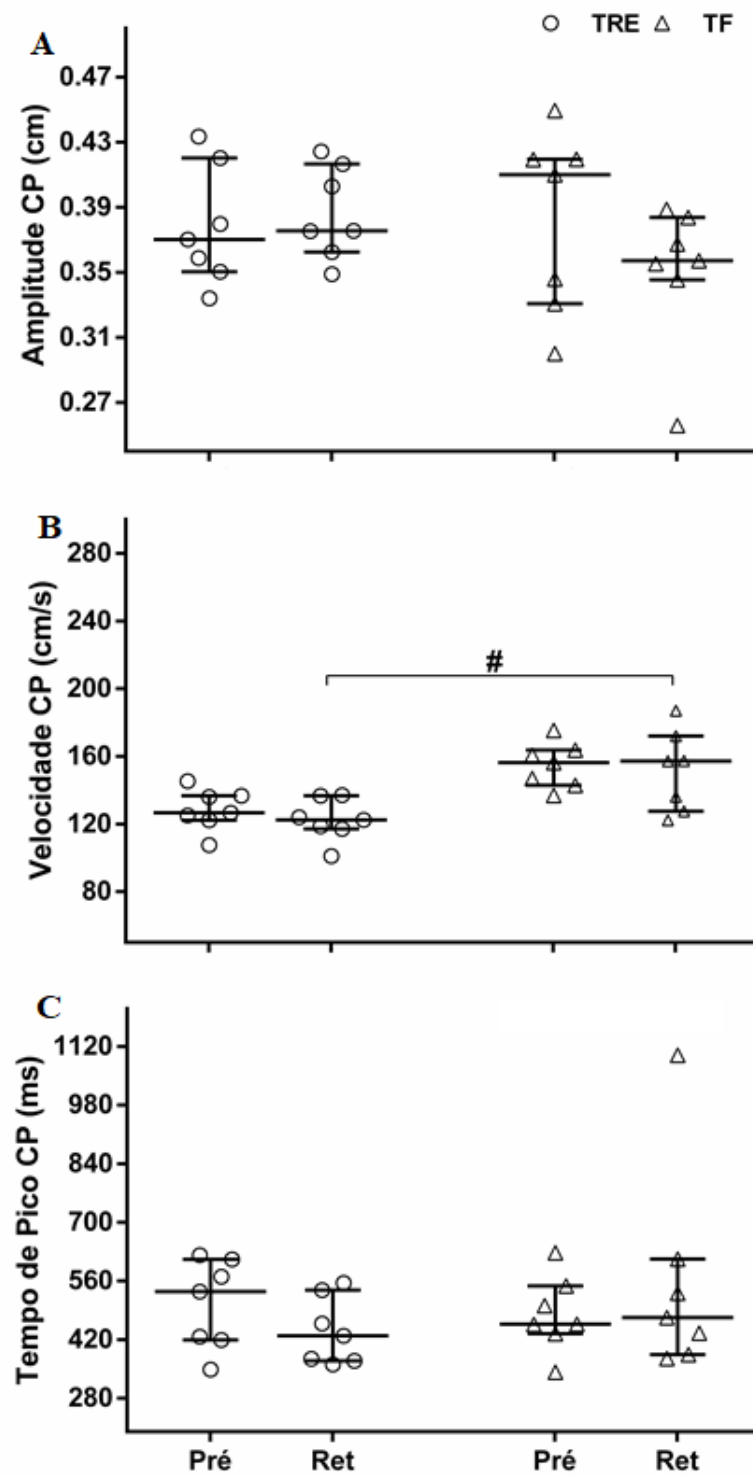 TRE TF
A
Amplitude CP (cm)
0.47
0.43
0.39
0.35
0.31
0.27
B
Velocidade CP (cm/s)
280
240
200
160
120
80
#
C
Tempo de Pico CP (ms)
1120
980
840
700
560
420
280
Pré Ret Pré Ret